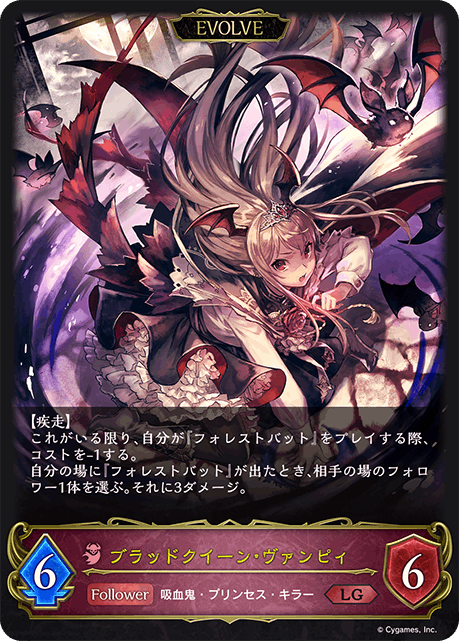 EVOLVE
【疾走】
これがいる限り、自分が『フォレストバット』をプレイする際、
コストを-1する。
自分の場に『フォレストバット』が出たとき、相手の場のフォロ
ワー1体を選ぶ。それに3ダメージ。
ブラッドクイーン・ヴァンピィ
6
Follower 吸血鬼・プリンセス・キラー LG
6
© Cygames, Inc.